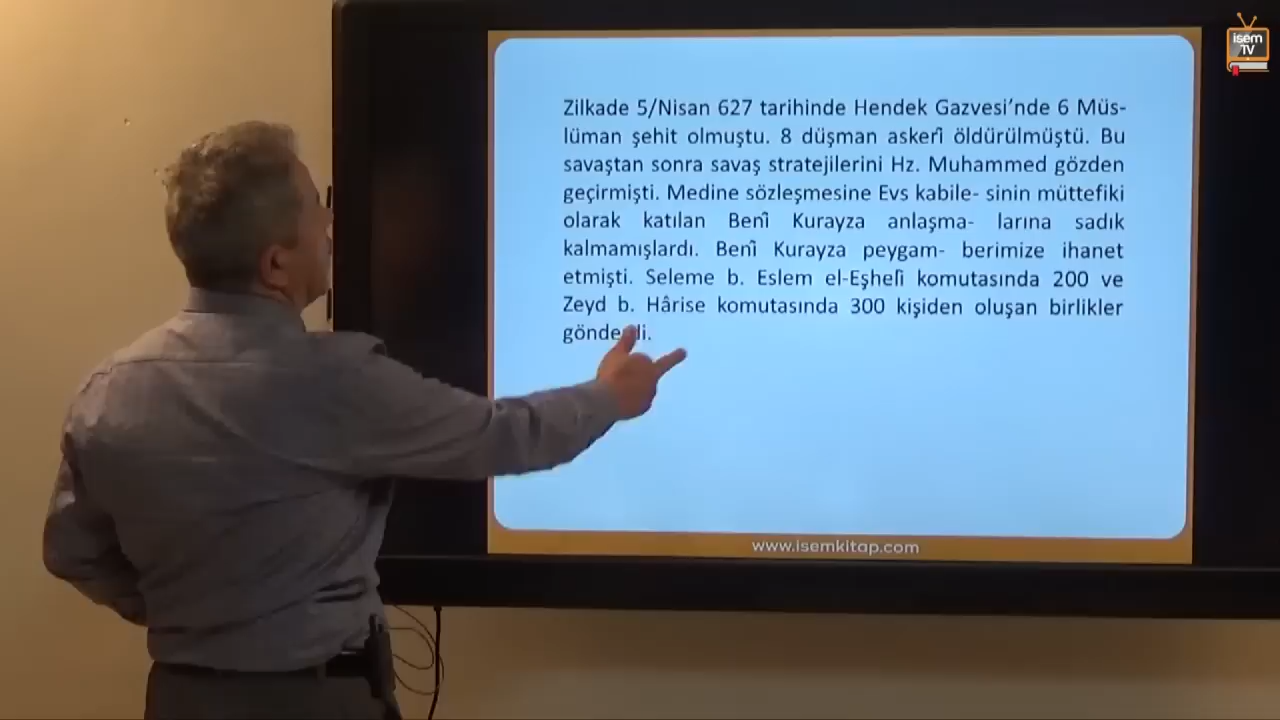 isem
TV
Zilkade 5/Nisan 627 tarihinde Hendek Gazvesi'nde 6 Müs-
lüman şehit olmuştu. 8 düşman askerî öldürülmüştü. Bu
savaştan sonra savaş stratejilerini Hz. Muhammed gözden
geçirmişti. Medine sözleşmesine Evs kabile- sinin müttefiki
olarak katılan Benî Kurayza anlaşma- larına sadık
kalmamışlardı. Benî Kurayza peygam- berimize ihanet
etmişti. Seleme b. Eslem el-Eşhelî komutasında 200 ve
Zeyd b. Hârise komutasında 300 kişiden oluşan birlikler
www.isemkitap.com